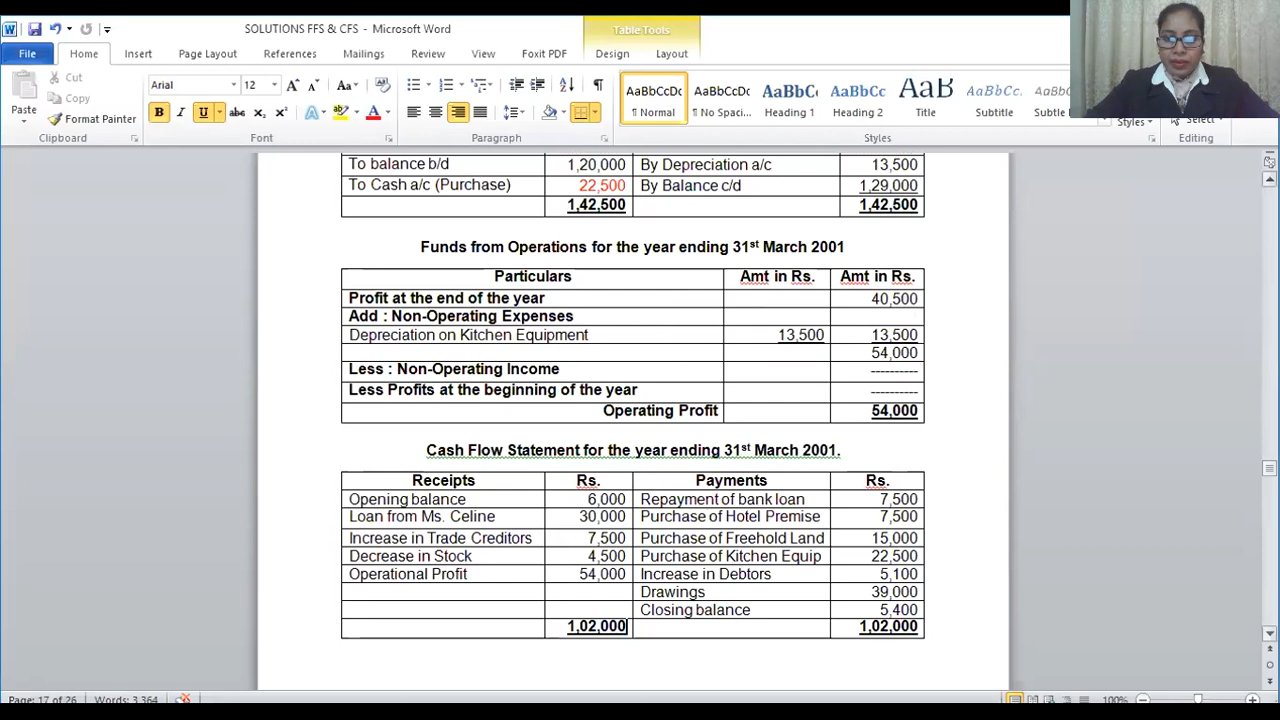 SOLUTIONS FFS & CFS - Microsoft Word
Table Tools
File Home Insert Page Layout References Mailings Review View Foxit PDF Design Layout
Paste
Cut
Copy
Format Painter
Arial 12
AaBbCcDc AaBbCcDc AaBbC AaBbCc AaB AaBbCc.
¶ Normal ¶ No Spaci... Heading 1 Heading 2 Title Subtitle Subtle
Styles Select
Clipboard Font Paragraph Styles Editing
To balance b/d 1,20,000 By Depreciation a/c 13,500
To Cash a/c (Purchase) 22,500 By Balance c/d 1,29,000
1,42,500 1,42,500
Funds from Operations for the year ending 31st March 2001
Particulars Amt in Rs. Amt in Rs.
Profit at the end of the year 40,500
Add : Non-Operating Expenses
Depreciation on Kitchen Equipment 13,500 13,500
54,000
Less : Non-Operating Income ----------
Less Profits at the beginning of the year ----------
Operating Profit 54,000
Cash Flow Statement for the year ending 31st March 2001.
Receipts Rs. Payments Rs.
Opening balance 6,000 Repayment of bank loan 7,500
Loan from Ms. Celine 30,000 Purchase of Hotel Premise 7,500
Increase in Trade Creditors 7,500 Purchase of Freehold Land 15,000
Decrease in Stock 4,500 Purchase of Kitchen Equip 22,500
Operational Profit 54,000 Increase in Debtors 5,100
Drawings 39,000
Closing balance 5,400
1,02,000 1,02,000
Page: 17 of 26 Words: 3,364 100%